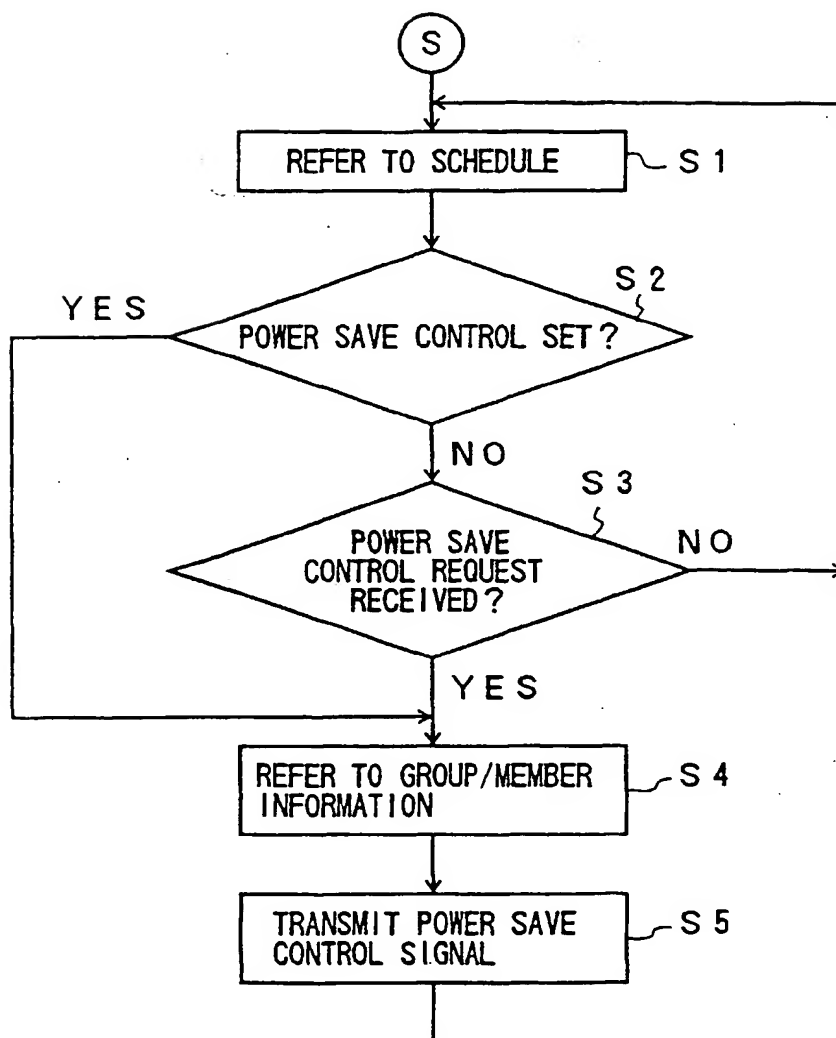 S
REFER TO SCHEDULE
S1
S2
YES
POWER SAVE CONTROL SET?
NO
S3
POWER SAVE
CONTROL REQUEST
RECEIVED?
NO
YES
REFER TO GROUP/MEMBER
INFORMATION
S4
TRANSMIT POWER SAVE
CONTROL SIGNAL
S5